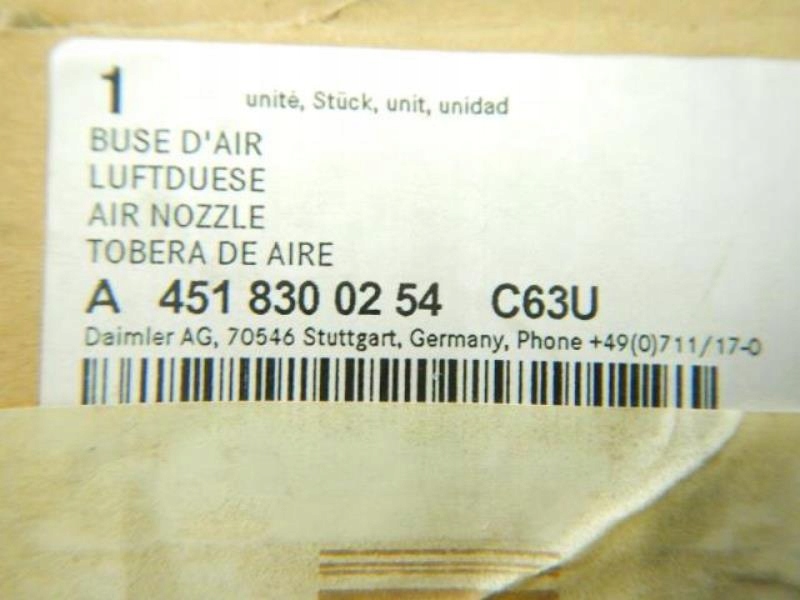 1 unité, Stück, unit, unidad
BUSE D'AIR
LUFTDUESE
AIR NOZZLE
TOBERA DE AIRE
A 451 830 02 54 C63U
Daimler AG, 70546 Stuttgart, Germany, Phone +49(0)711/17-0